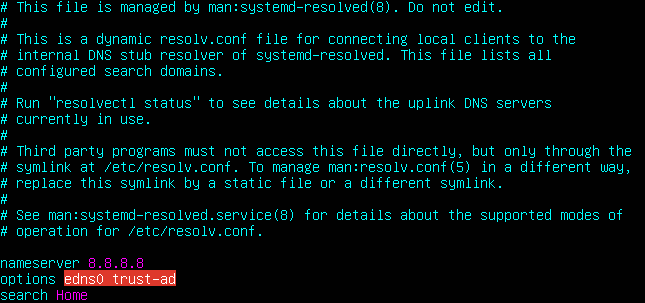 # This file is managed by man:systemd-resolved(8). Do not edit.
#
# This is a dynamic resolv.conf file for connecting local clients to the
# internal DNS stub resolver of systemd-resolved. This file lists all
# configured search domains.
#
# Run "resolvectl status" to see details about the uplink DNS servers
# currently in use.
#
# Third party programs must not access this file directly, but only through the
# symlink at /etc/resolv.conf. To manage man:resolv.conf(5) in a different way,
# replace this symlink by a static file or a different symlink.
#
# See man:systemd-resolved.service(8) for details about the supported modes of
# operation for /etc/resolv.conf.

nameserver 8.8.8.8
options edns0 trust-ad
search Home